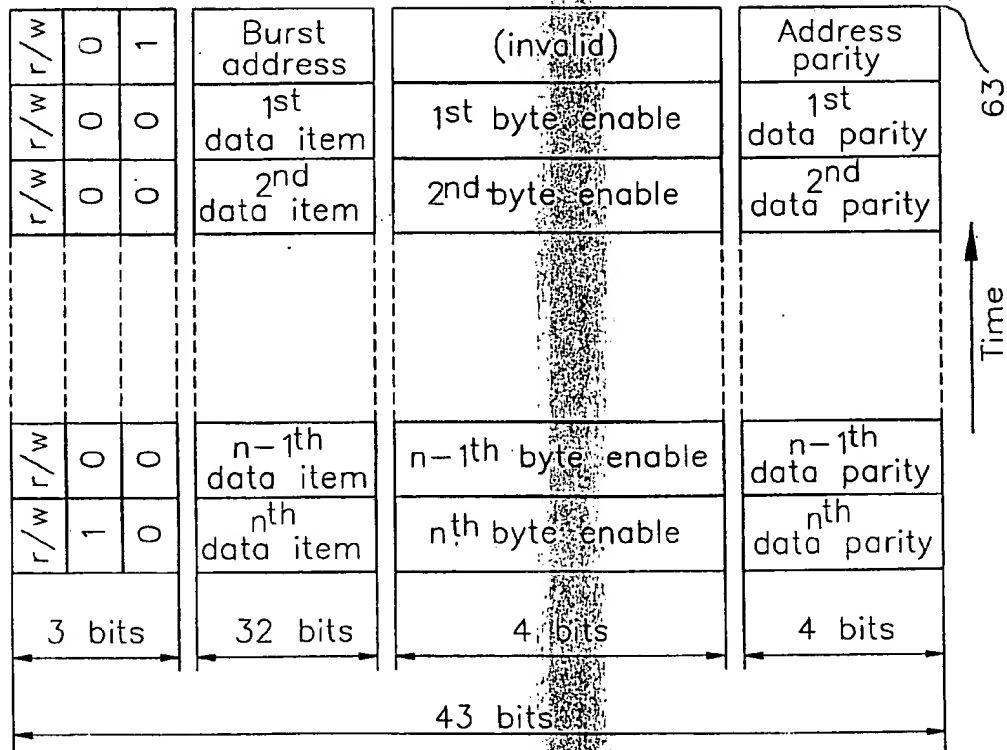 r/w 0 1 Burst address (invalid) Address parity
r/w 0 0 1st data item 1st byte enable 1st data parity
r/w 0 0 2nd data item 2nd byte enable 2nd data parity
r/w 0 0 n-1th data item n-1th byte enable n-1th data parity
r/w 1 0 nth data item nth byte enable nth data parity
3 bits 32 bits 4 bits 4 bits
43 bits
63
Time